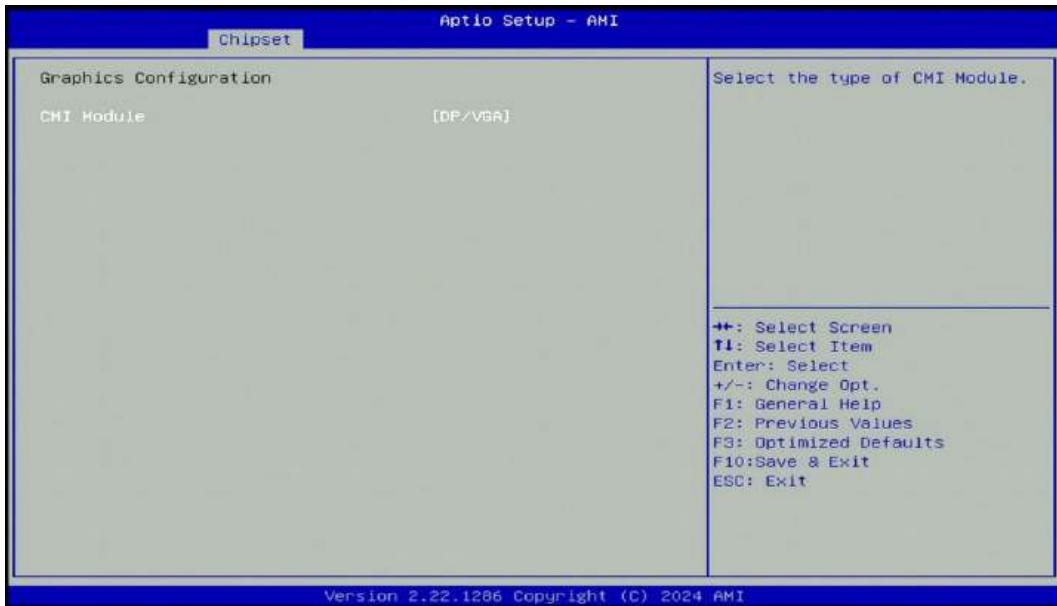 Aptio Setup - AMI
Chipset
Graphics Configuration
CMI Module [DP/VGA]
Select the type of CMI Module.
→←: Select Screen
↑↓: Select Item
Enter: Select
+/-: Change Opt.
F1: General Help
F2: Previous Values
F3: Optimized Defaults
F10:Save & Exit
ESC: Exit
Version 2.22.1286 Copyright (C) 2024 AMI